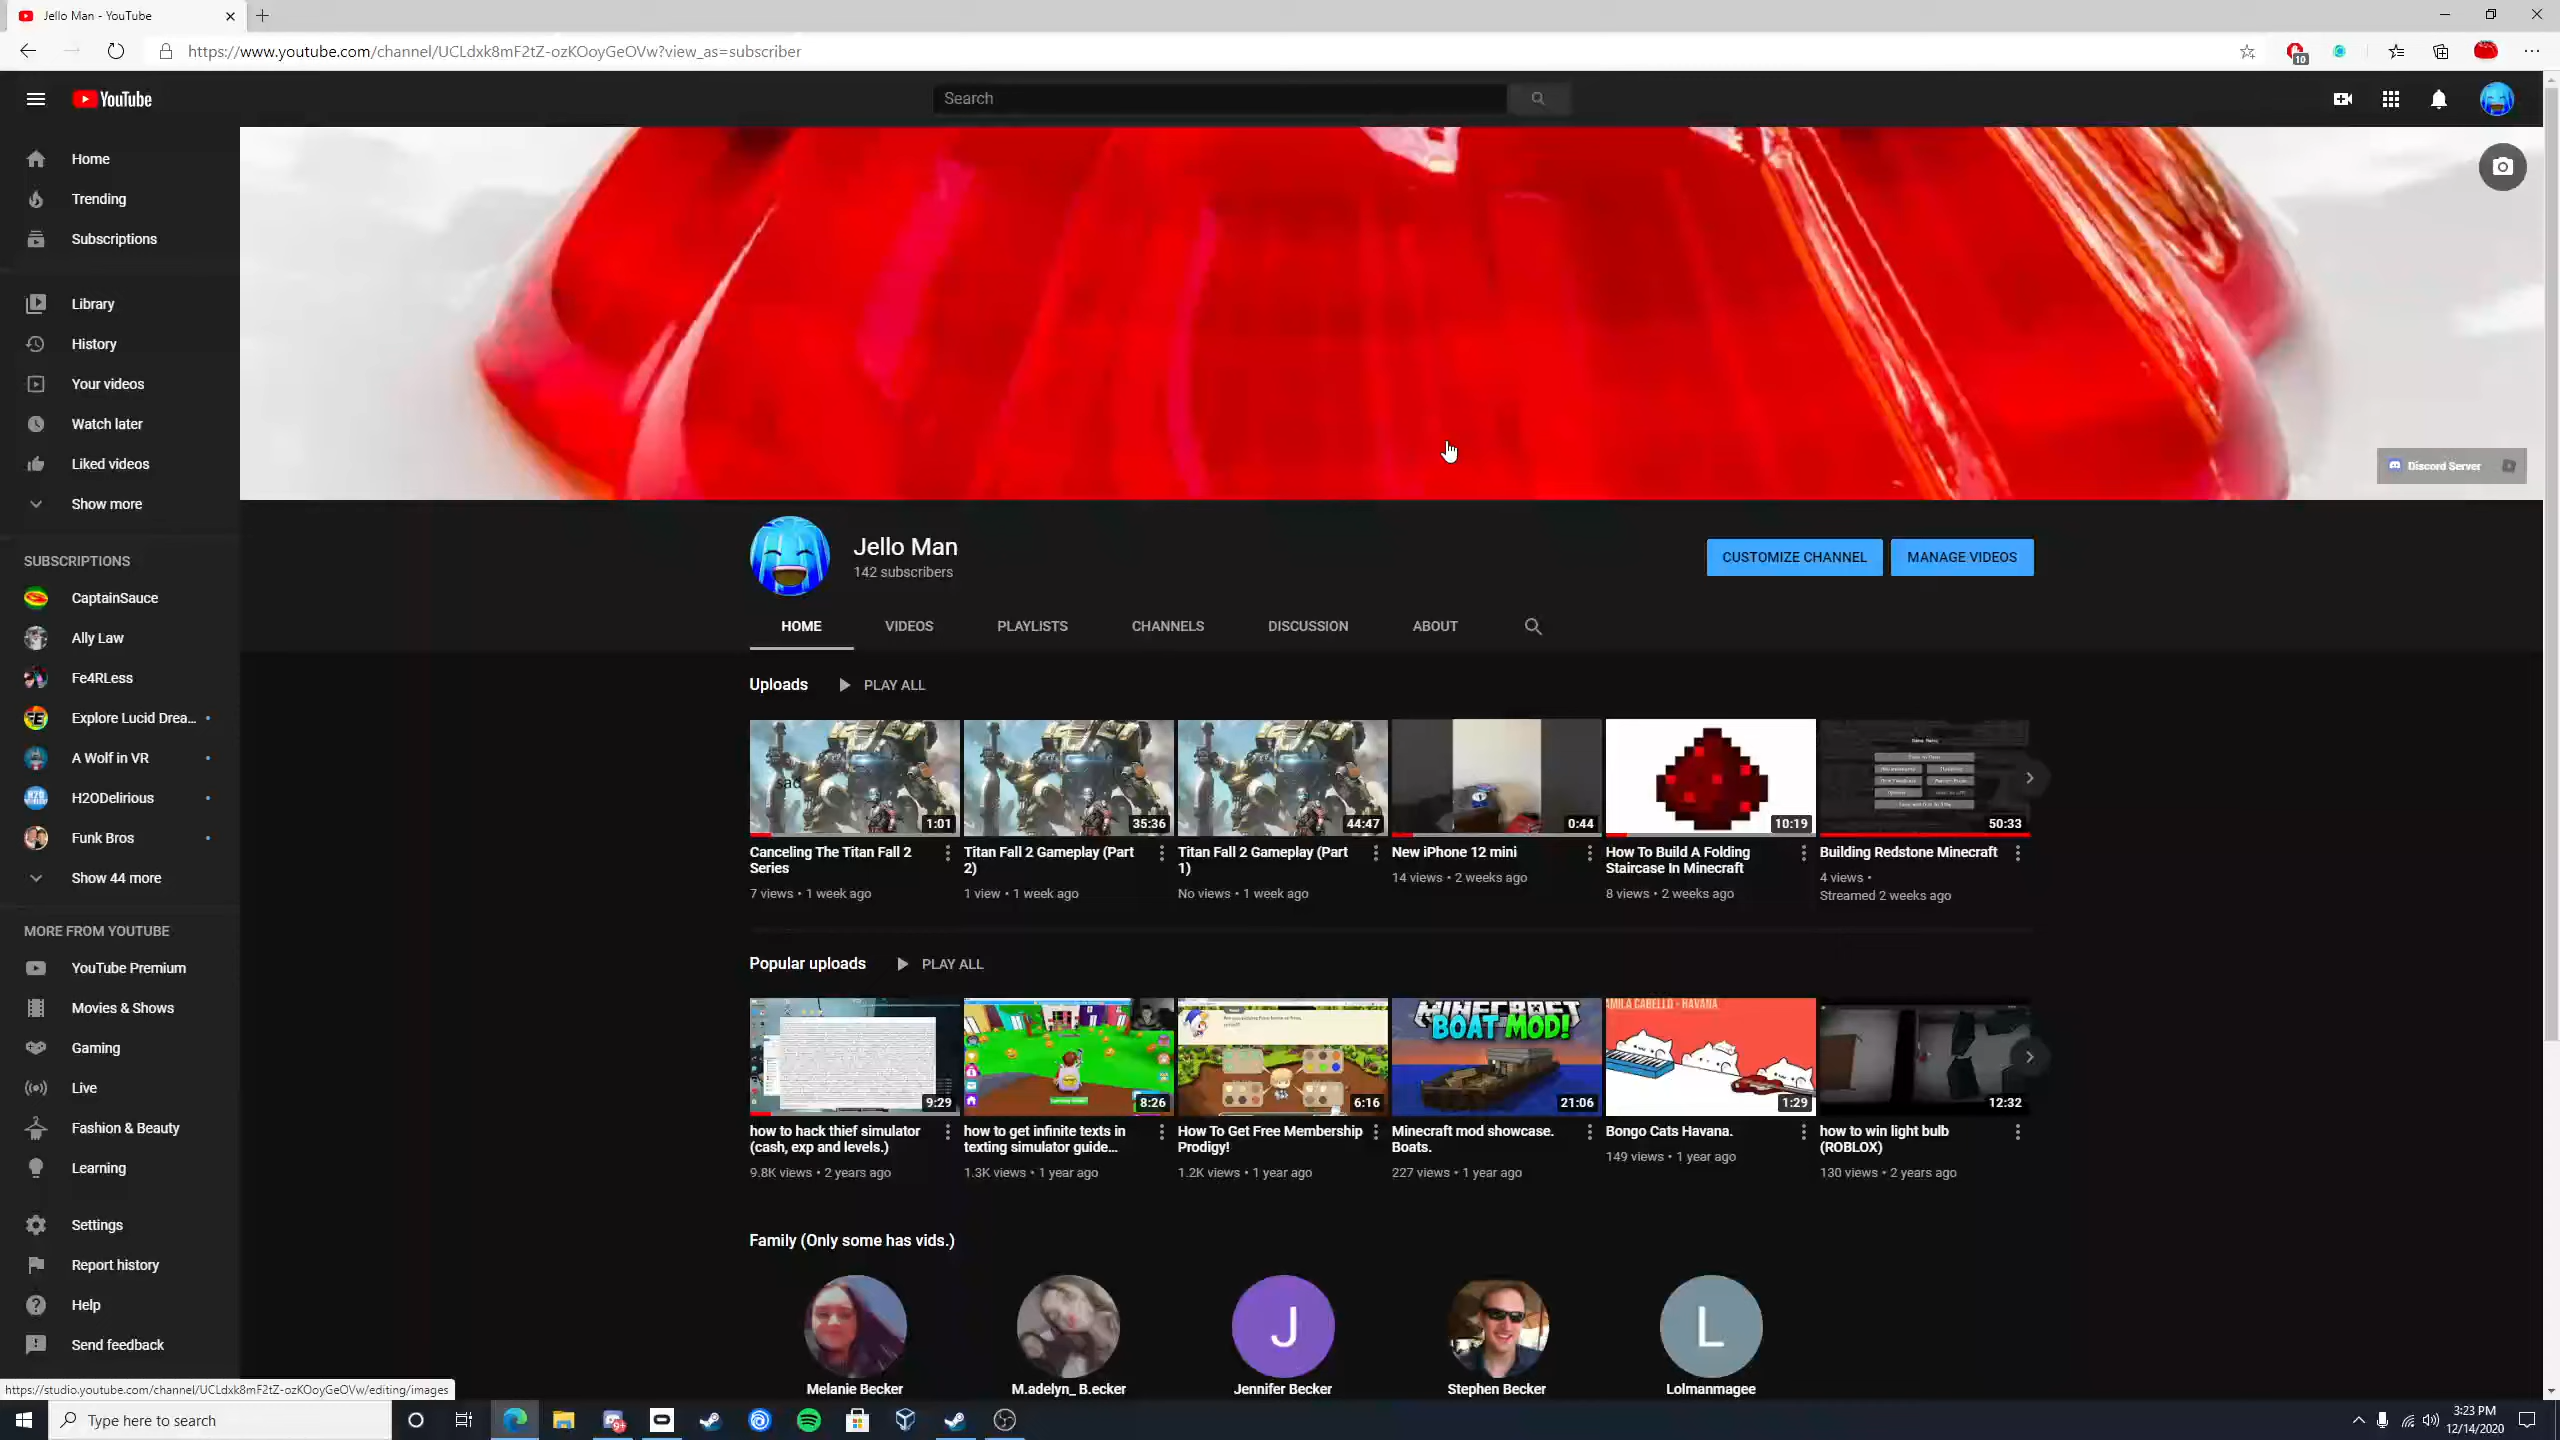 Jello Man - YouTube
https://www.youtube.com/channel/UCLdxk8mF2tZ-ozKOoyGeOVw?view_as=subscriber
10
YouTube
Search
Home
Trending
Subscriptions
Library
History
Your videos
Watch later
Liked videos
Show more
SUBSCRIPTIONS
CaptainSauce
Ally Law
Fe4RLess
Explore Lucid Drea...
A Wolf in VR
H2ODelirious
Funk Bros
Show 44 more
MORE FROM YOUTUBE
YouTube Premium
Movies & Shows
Gaming
Live
Fashion & Beauty
Learning
Settings
Report history
Help
Send feedback
Discord Server
Jello Man
142 subscribers
CUSTOMIZE CHANNEL
MANAGE VIDEOS
HOME
VIDEOS
PLAYLISTS
CHANNELS
DISCUSSION
ABOUT
Uploads
PLAY ALL
sad
1:01
35:36
44:47
0:44
10:19
50:33
Canceling The Titan Fall 2
Series
7 views • 1 week ago
Titan Fall 2 Gameplay (Part
2)
1 view • 1 week ago
Titan Fall 2 Gameplay (Part
1)
No views • 1 week ago
New iPhone 12 mini
14 views • 2 weeks ago
How To Build A Folding
Staircase In Minecraft
8 views • 2 weeks ago
Building Redstone Minecraft
4 views •
Streamed 2 weeks ago
Popular uploads
PLAY ALL
MINECRAFT
BOAT MOD!
AMILA CABELLO - HAVANA
9:29
8:26
6:16
21:06
1:29
12:32
how to hack thief simulator
(cash, exp and levels.)
9.8K views • 2 years ago
how to get infinite texts in
texting simulator guide...
1.3K views • 1 year ago
How To Get Free Membership
Prodigy!
1.2K views • 1 year ago
Minecraft mod showcase.
Boats.
227 views • 1 year ago
Bongo Cats Havana.
149 views • 1 year ago
how to win light bulb
(ROBLOX)
130 views • 2 years ago
Family (Only some has vids.)
J
L
Melanie Becker
M.adelyn_ B.ecker
Jennifer Becker
Stephen Becker
Lolmanmagee
https://studio.youtube.com/channel/UCLdxk8mF2tZ-ozKOoyGeOVw/editing/images
Type here to search
9+
3:23 PM
12/14/2020